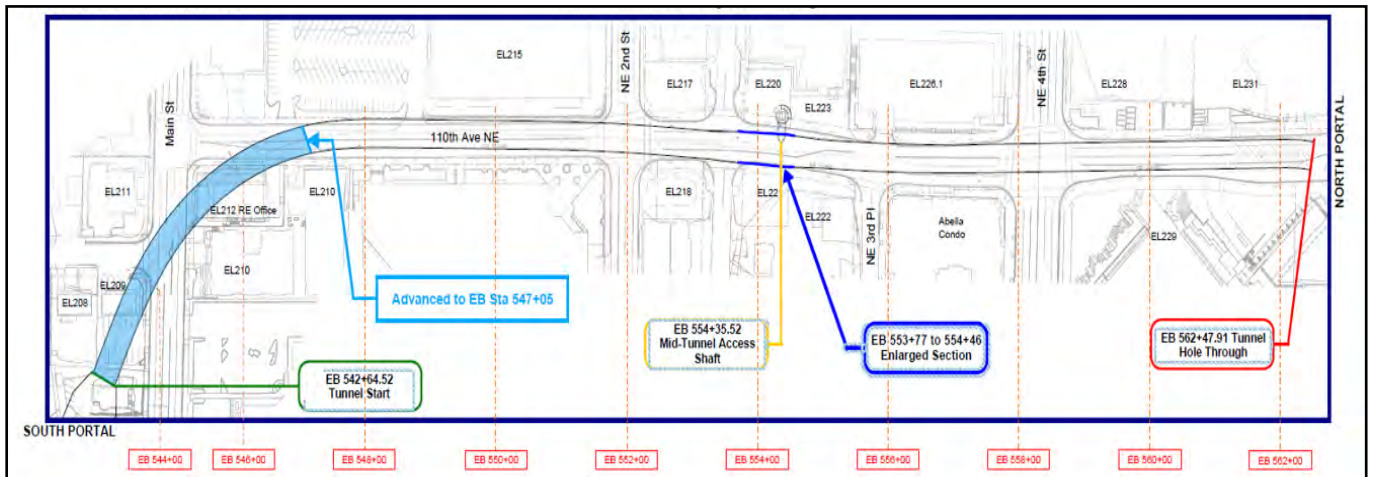 EL215
NE 2nd St
EL217
EL220
EL223
EL226.1
NE 4th St
EL228
EL231
Main St
110th Ave NE
NORTH PORTAL
EL211
EL212 RE Office
EL210
EL218
EL22
EL222
NE 3rd Pl
Abella
Condo
EL229
EL210
EL209
EL208
Advanced to EB Sta 547+05
EB 554+35.52
Mid-Tunnel Access
Shaft
EB 553+77 to 554+46
Enlarged Section
EB 562+47.91 Tunnel
Hole Through
EB 542+64.52
Tunnel Start
SOUTH PORTAL
EB 544+00
EB 546+00
EB 548+00
EB 550+00
EB 552+00
EB 554+00
EB 556+00
EB 558+00
EB 560+00
EB 562+00